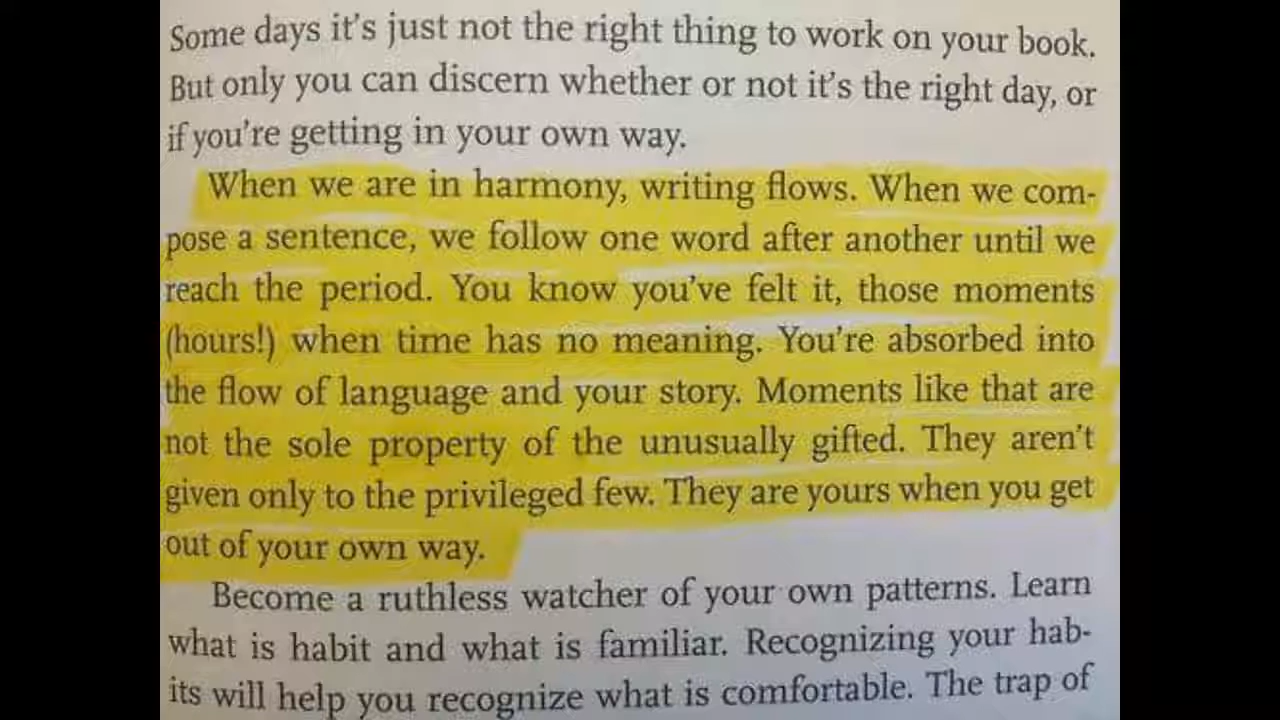 Some days it's just not the right thing to work on your book.
But only you can discern whether or not it's the right day, or
if you're getting in your own way.
When we are in harmony, writing flows. When we com-
pose a sentence, we follow one word after another until we
reach the period. You know you've felt it, those moments
(hours!) when time has no meaning. You're absorbed into
the flow of language and your story. Moments like that are
not the sole property of the unusually gifted. They aren't
given only to the privileged few. They are yours when you get
out of your own way.
Become a ruthless watcher of your own patterns. Learn
what is habit and what is familiar. Recognizing your hab-
its will help you recognize what is comfortable. The trap of